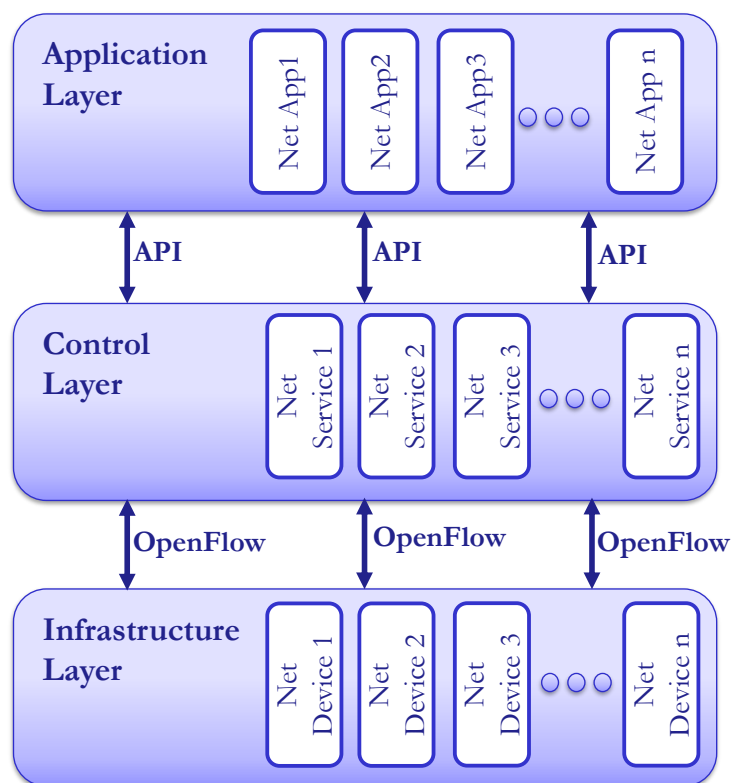 Application
Layer
Net App1
Net App2
Net App3
Net App n
API
API
API
Control
Layer
Net
Service 1
Net
Service 2
Net
Service 3
Net
Service n
OpenFlow
OpenFlow
OpenFlow
Infrastructure
Layer
Net
Device 1
Net
Device 2
Net
Device 3
Net
Device n